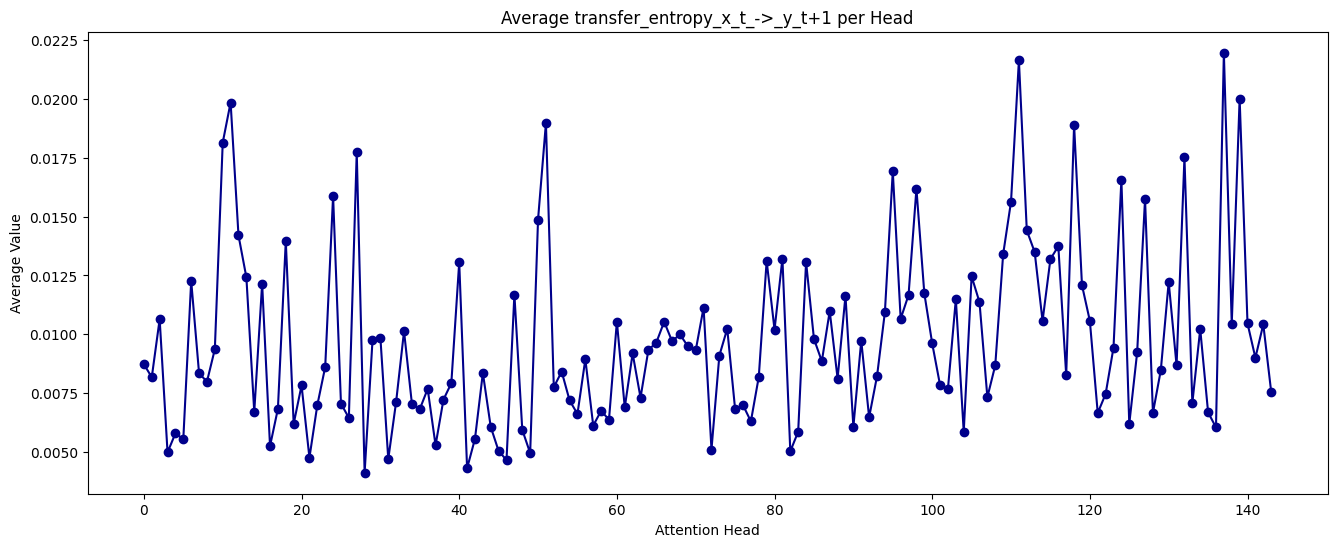 Average transfer_entropy_x_t_->_y_t+1 per Head
0.0225
0.0200
0.0175
0.0150
0.0125
0.0100
0.0075
0.0050
Average Value
0 20 40 60 80 100 120 140
Attention Head